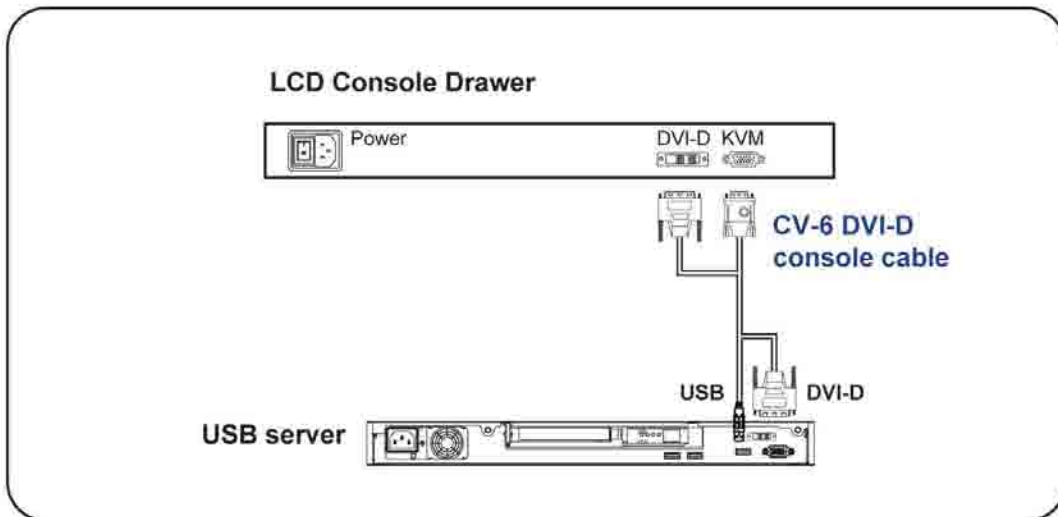 LCD Console Drawer
Power
DVI-D KVM
CV-6 DVI-D
console cable
USB
DVI-D
USB server